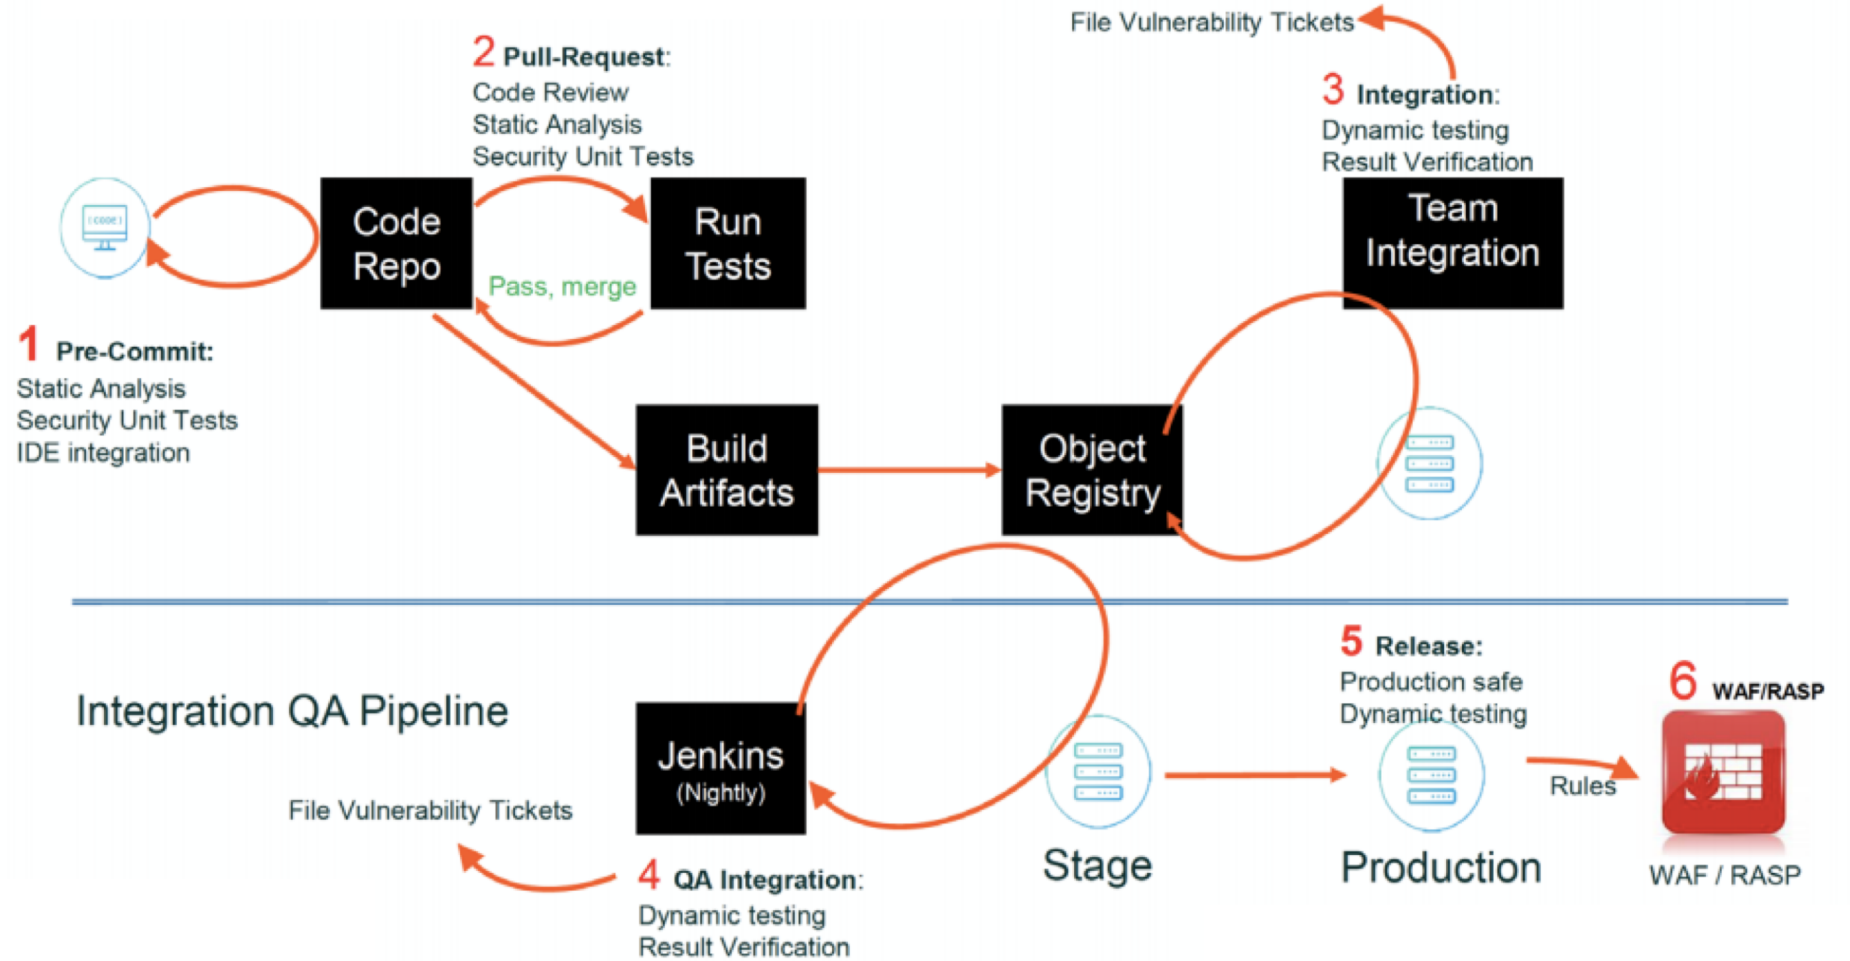 File Vulnerability Tickets
2 Pull-Request:
Code Review
Static Analysis
Security Unit Tests
3 Integration:
Dynamic testing
Result Verification
{CODE}
Code
Repo
Run
Tests
Team
Integration
Pass, merge
1 Pre-Commit:
Static Analysis
Security Unit Tests
IDE integration
Build
Artifacts
Object
Registry
Integration QA Pipeline
5 Release:
Production safe
Dynamic testing
6 WAF/RASP
Jenkins
(Nightly)
Rules
File Vulnerability Tickets
Stage
Production
WAF / RASP
4 QA Integration:
Dynamic testing
Result Verification